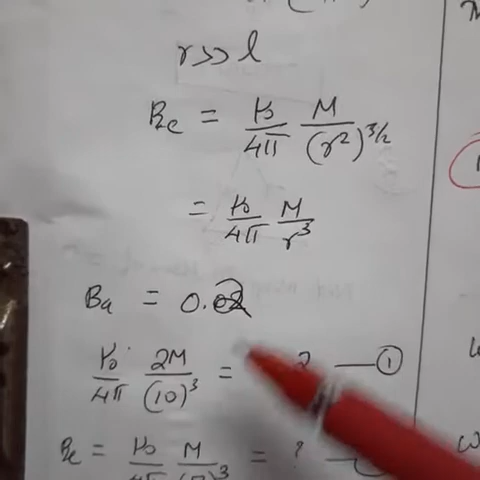 r >> l
Be = μ₀/4π M/(r²)^3/2
= μ₀/4π M/r³
Ba = 0.
μ₀/4π 2M/(10)³ = 2 — ①
Be = μ₀/4π M = ? —